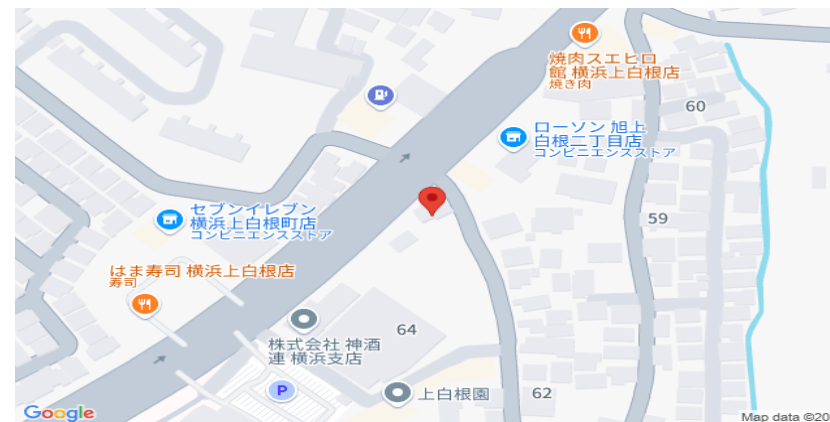 焼肉スエヒロ
館 横浜上白根店
焼き肉
60
ローソン 旭上
白根二丁目店
コンビニエンスストア
セブンイレブン
横浜上白根町店
コンビニエンスストア
59
はま寿司 横浜上白根店
寿司
64
株式会社 神酒
連 横浜支店
P
上白根園
62
Google
Map data ©20